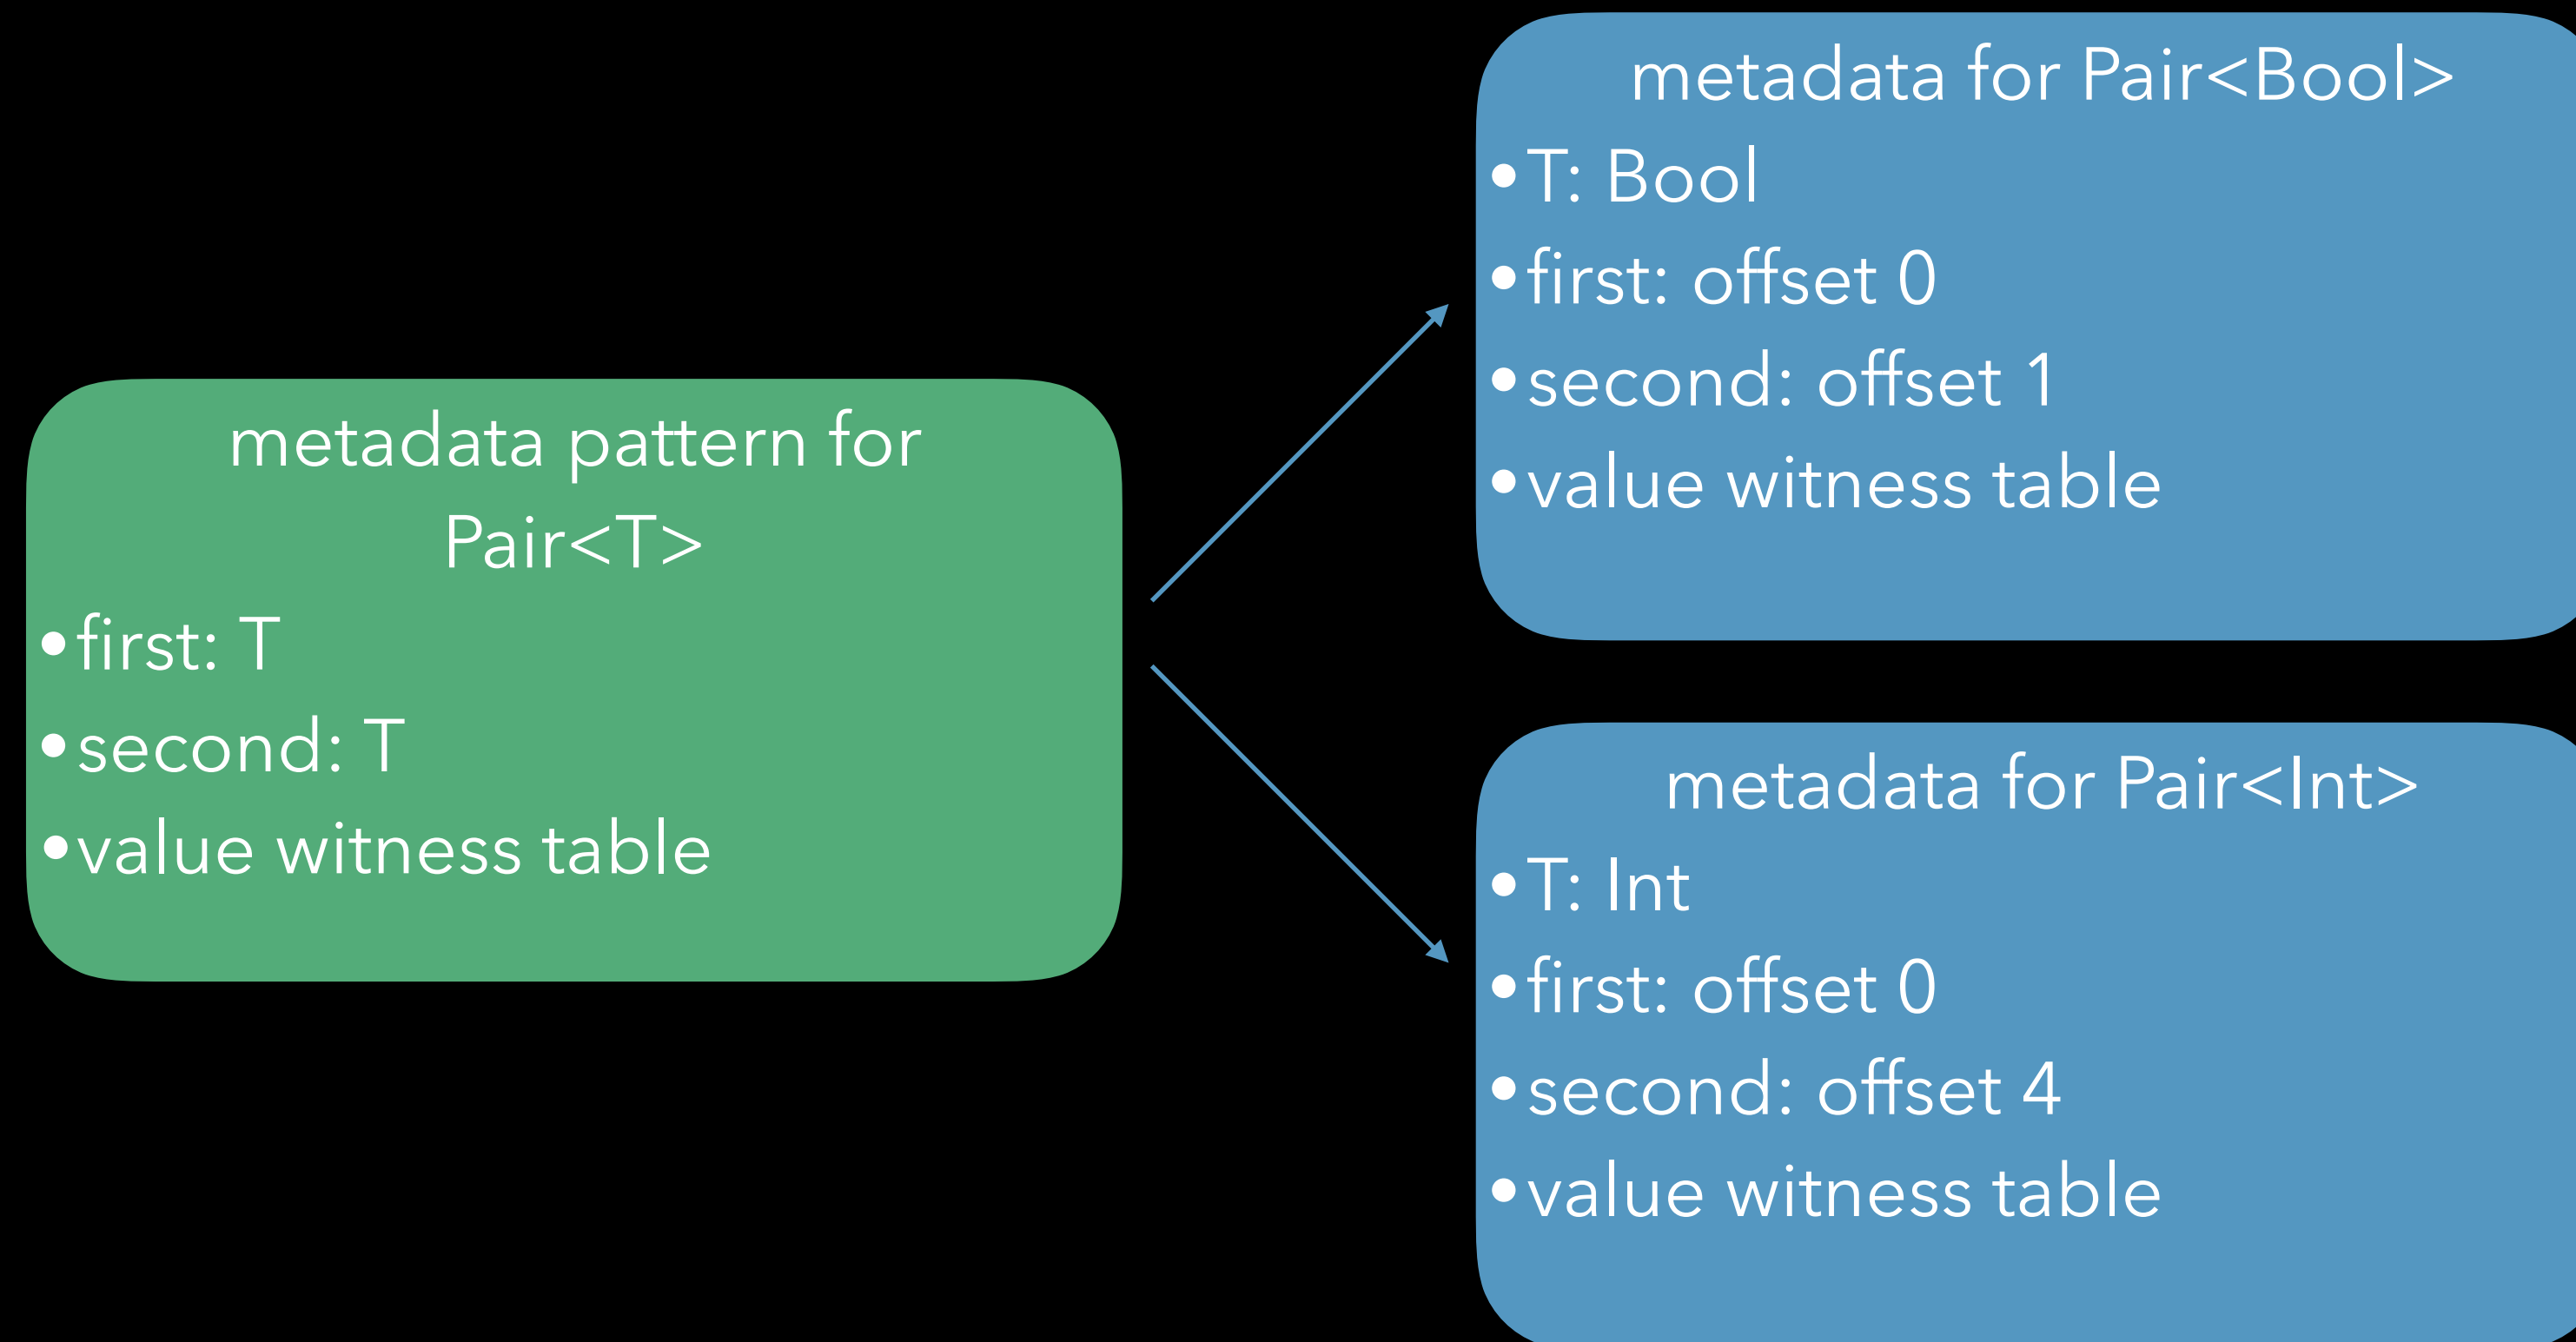 metadata pattern for
Pair<T>
•first: T
•second: T
•value witness table
metadata for Pair<Bool>
•T: Bool
•first: offset 0
•second: offset 1
•value witness table
metadata for Pair<Int>
•T: Int
•first: offset 0
•second: offset 4
•value witness table